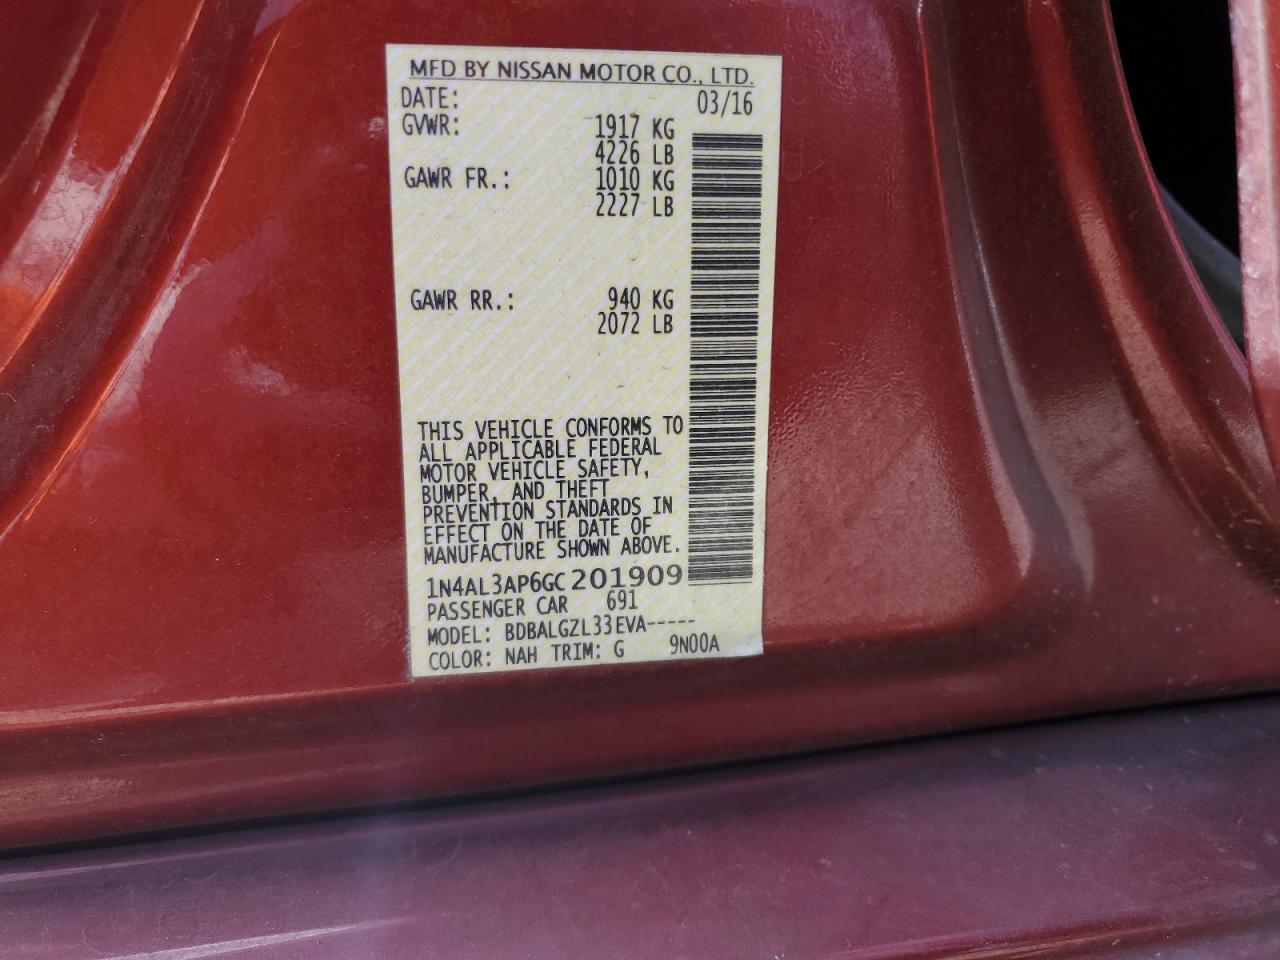 MFD BY NISSAN MOTOR CO., LTD.
DATE: 03/16
GVWR: 1917 KG
4226 LB
GAWR FR.: 1010 KG
2227 LB
GAWR RR.: 940 KG
2072 LB
THIS VEHICLE CONFORMS TO
ALL APPLICABLE FEDERAL
MOTOR VEHICLE SAFETY,
BUMPER, AND THEFT
PREVENTION STANDARDS IN
EFFECT ON THE DATE OF
MANUFACTURE SHOWN ABOVE.
1N4AL3AP6GC201909
PASSENGER CAR 691
MODEL: BDBALGZL33EVA-----
COLOR: NAH TRIM: G 9N00A